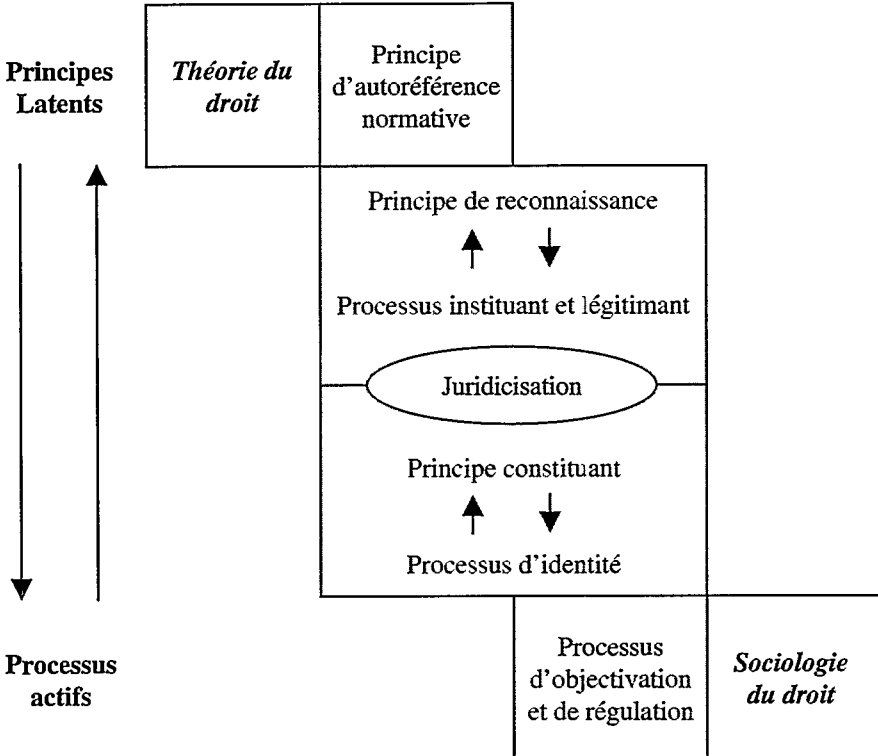 Principes
Latents
Théorie du
droit
Principe
d'autoréférence
normative
Principe de reconnaissance
Processus instituant et légitimant
Juridicisation
Principe constituant
Processus d'identité
Processus
actifs
Processus
d'objectivation
et de régulation
Sociologie
du droit